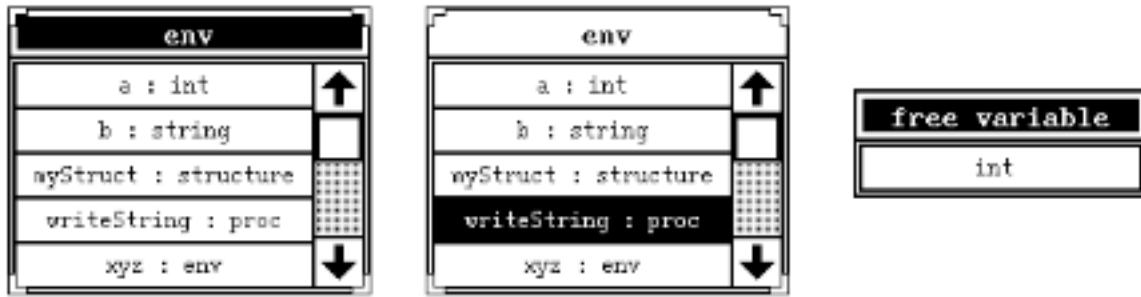 env
a : int
b : string
myStruct : structure
writeString : proc
xyz : env
env
a : int
b : string
myStruct : structure
writeString : proc
xyz : env
free variable
int